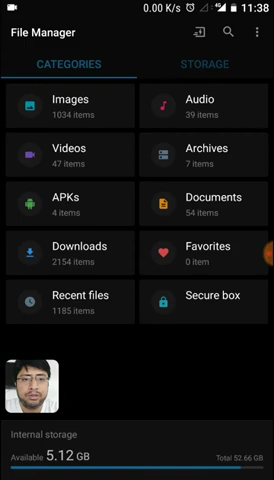 0.00 K/s 4G 11:38
File Manager
CATEGORIES STORAGE
Images
1034 items
Audio
39 items
Videos
47 items
Archives
7 items
APKs
4 items
Documents
54 items
Downloads
2154 items
Favorites
0 item
Recent files
1185 items
Secure box
Internal storage
Available 5.12 GB Total 52.66 GB